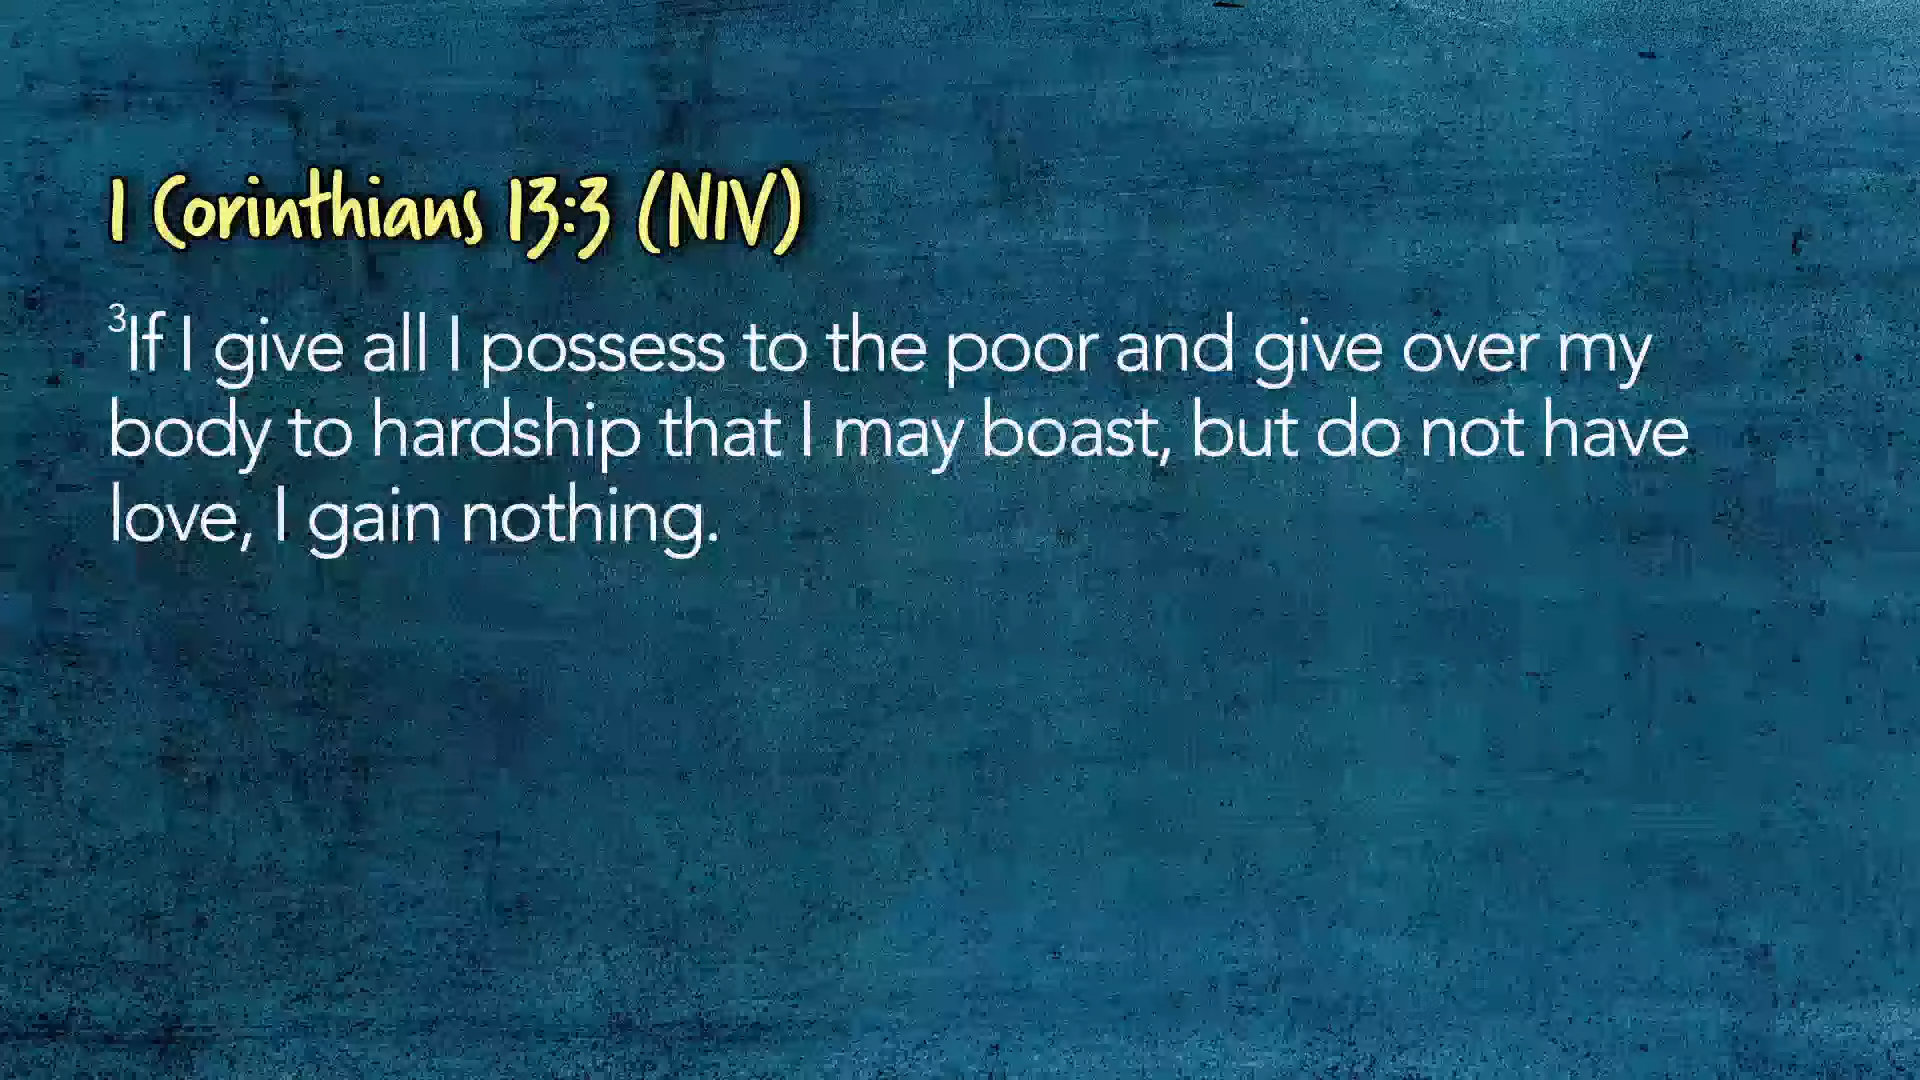 1 Corinthians 13:3 (NIV)
³If I give all I possess to the poor and give over my
body to hardship that I may boast, but do not have
love, I gain nothing.